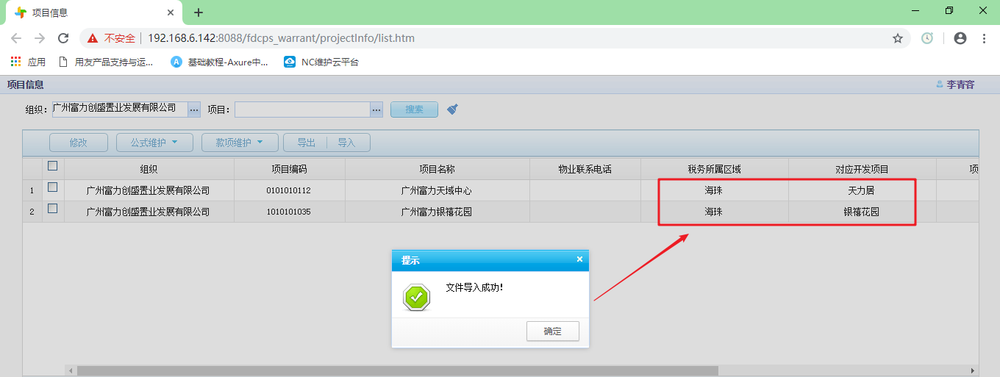 项目信息
不安全 192.168.6.142:8088/fdcps_warrant/projectInfo/list.htm
应用 用友产品支持与运... 基础教程-Axure中... NC维护云平台
项目信息 李青容
组织: 广州富力创盛置业发展有限公司 ... 项目: ... 搜索
修改 公式维护 款项维护 导出 导入
组织 项目编码 项目名称 物业联系电话 税务所属区域 对应开发项目 项
1 广州富力创盛置业发展有限公司 0101010112 广州富力天域中心 海珠 天力居
2 广州富力创盛置业发展有限公司 1010101035 广州富力银禧花园 海珠 银禧花园
提示
文件导入成功!
确定